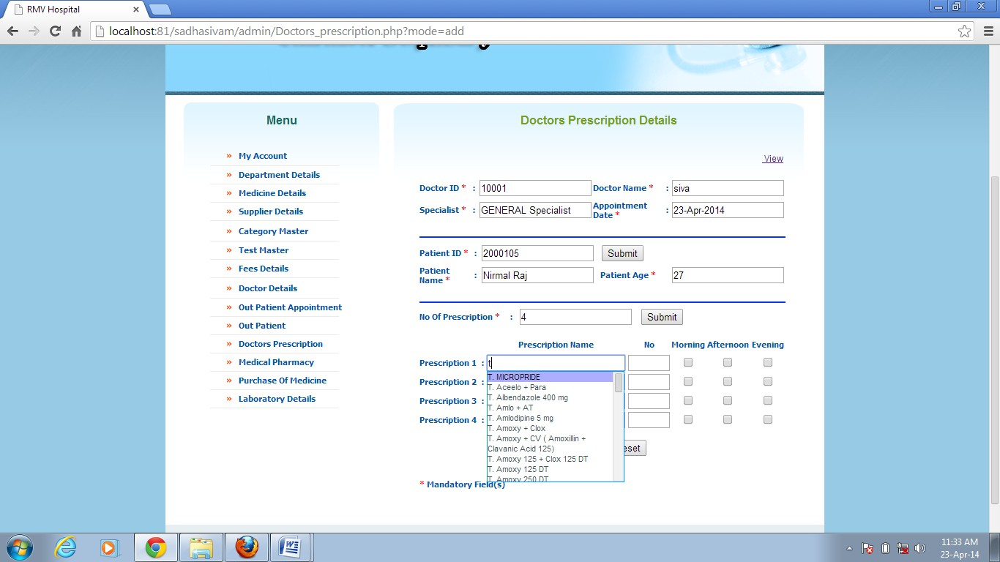 RMV Hospital
localhost:81/sadhasivam/admin/Doctors_prescription.php?mode=add
Menu
» My Account
» Department Details
» Medicine Details
» Supplier Details
» Category Master
» Test Master
» Fees Details
» Doctor Details
» Out Patient Appointment
» Out Patient
» Doctors Prescription
» Medical Pharmacy
» Purchase Of Medicine
» Laboratory Details
Doctors Prescription Details
View
Doctor ID * : 10001 Doctor Name * : siva
Specialist * : GENERAL Specialist Appointment Date * : 23-Apr-2014
Patient ID * : 2000105 Submit
Patient Name * : Nirmal Raj Patient Age * 27
No Of Prescription * : 4 Submit
Prescription Name No Morning Afternoon Evening
Prescription 1 : t
Prescription 2 :
Prescription 3 :
Prescription 4 :
T. MICROPRIDE
T. Aceelo + Para
T. Albendazole 400 mg
T. Amlo + AT
T. Amlodipine 5 mg
T. Amoxy + Clox
T. Amoxy + CV ( Amoxillin +
Clavanic Acid 125)
T. Amoxy 125 + Clox 125 DT
T. Amoxy 125 DT
T. Amoxy 250 DT
eset
* Mandatory Field(s)
11:33 AM
23-Apr-14